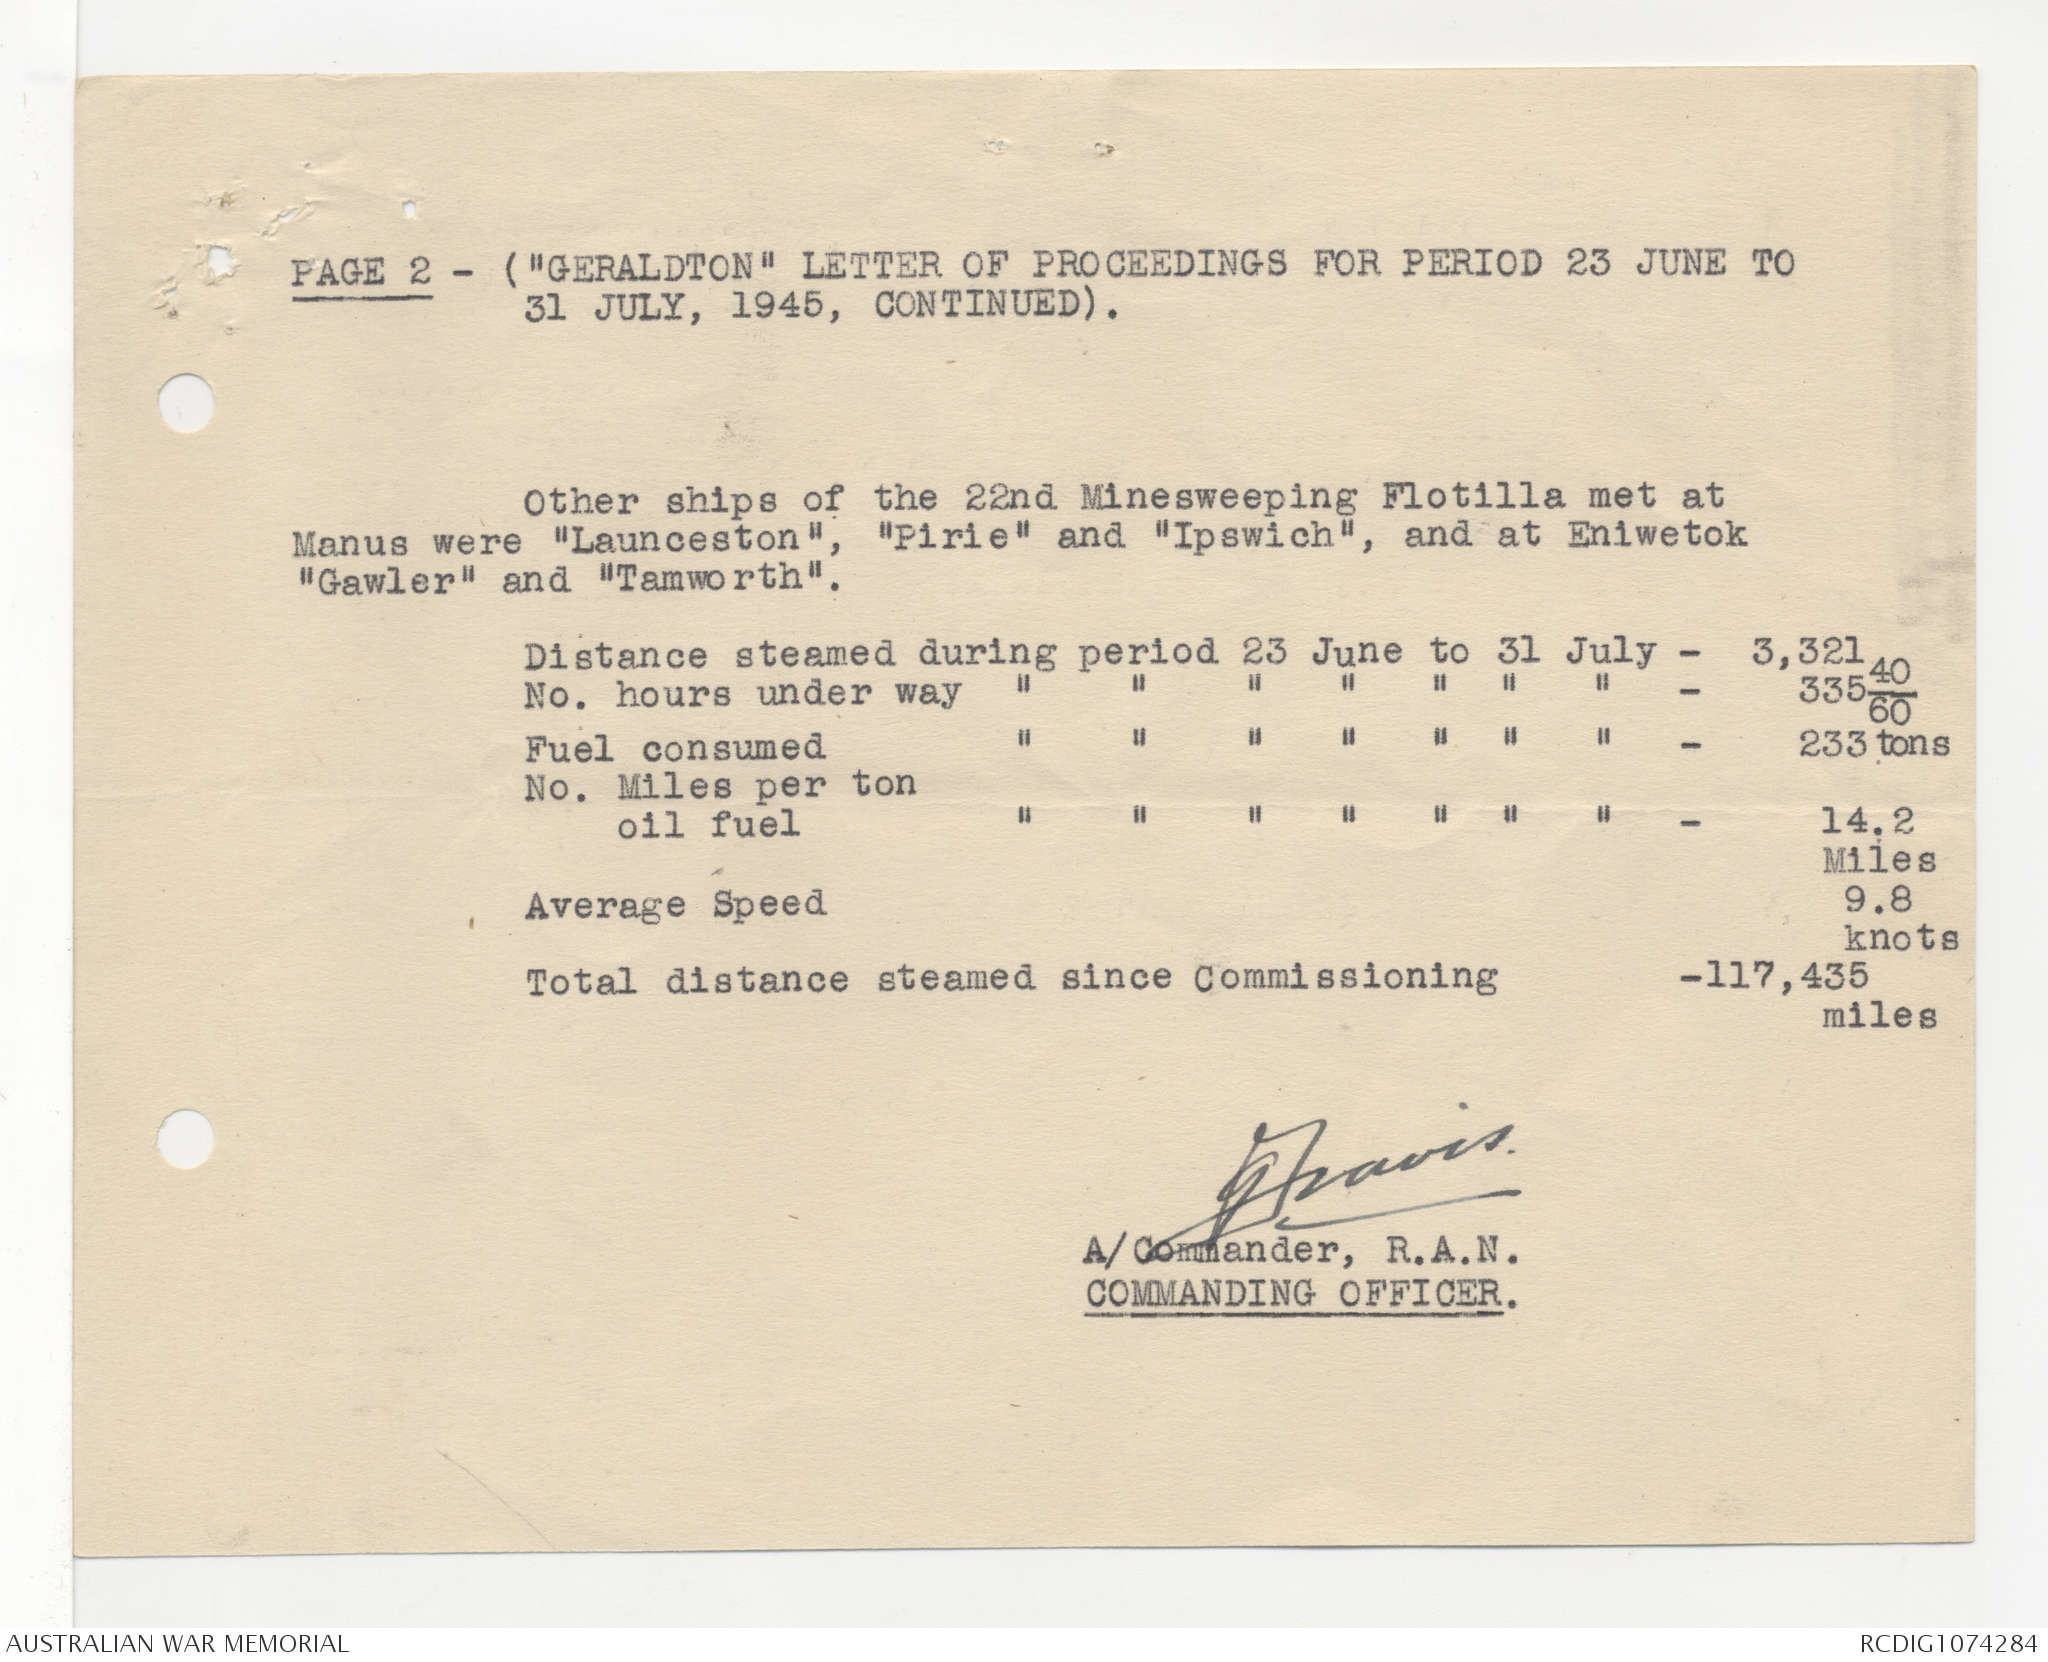 PAGE 2 - ("GERALDTON" LETTER OF PROCEEDINGS FOR PERIOD 23 JUNE TO
31 JULY, 1945, CONTINUED).
Other ships of the 22nd Minesweeping Flotilla met at
Manus were "Launceston", "Pirie" and "Ipswich", and at Eniwetok
"Gawler" and "Tamworth".
Distance steamed during period 23 June to 31 July - 3,321
No. hours under way " " " " " " " - 335 40/60
Fuel consumed " " " " " " " - 233 tons
No. Miles per ton
oil fuel " " " " " " " - 14.2
Miles
Average Speed 9.8
knots
Total distance steamed since Commissioning -117,435
miles
GTravis.
A/Commander, R.A.N.
COMMANDING OFFICER.
AUSTRALIAN WAR MEMORIAL RCDIG1074284